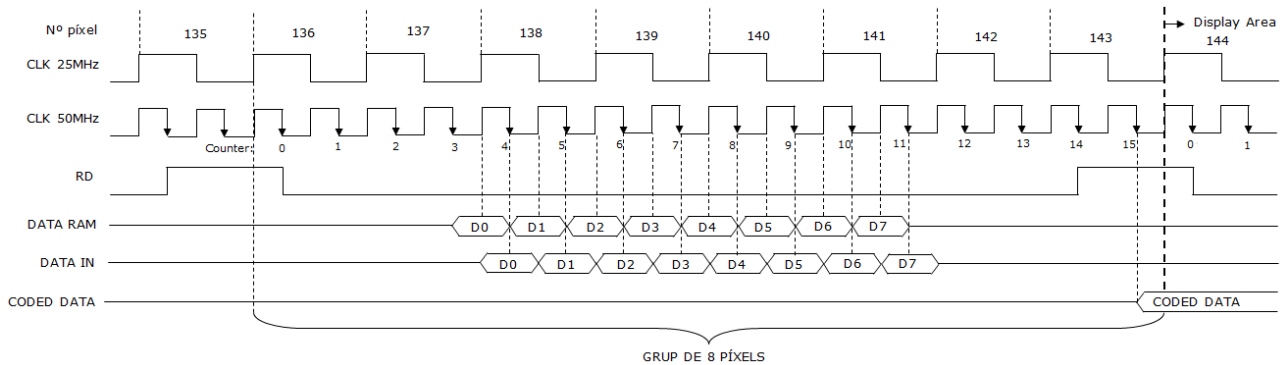 Nº píxel 135 136 137 138 139 140 141 142 143 144 Display Area
CLK 25MHz
CLK 50MHz
Counter: 0 1 2 3 4 5 6 7 8 9 10 11 12 13 14 15 0 1
RD
DATA RAM D0 D1 D2 D3 D4 D5 D6 D7
DATA IN D0 D1 D2 D3 D4 D5 D6 D7
CODED DATA CODED DATA
GRUP DE 8 PÍXELS